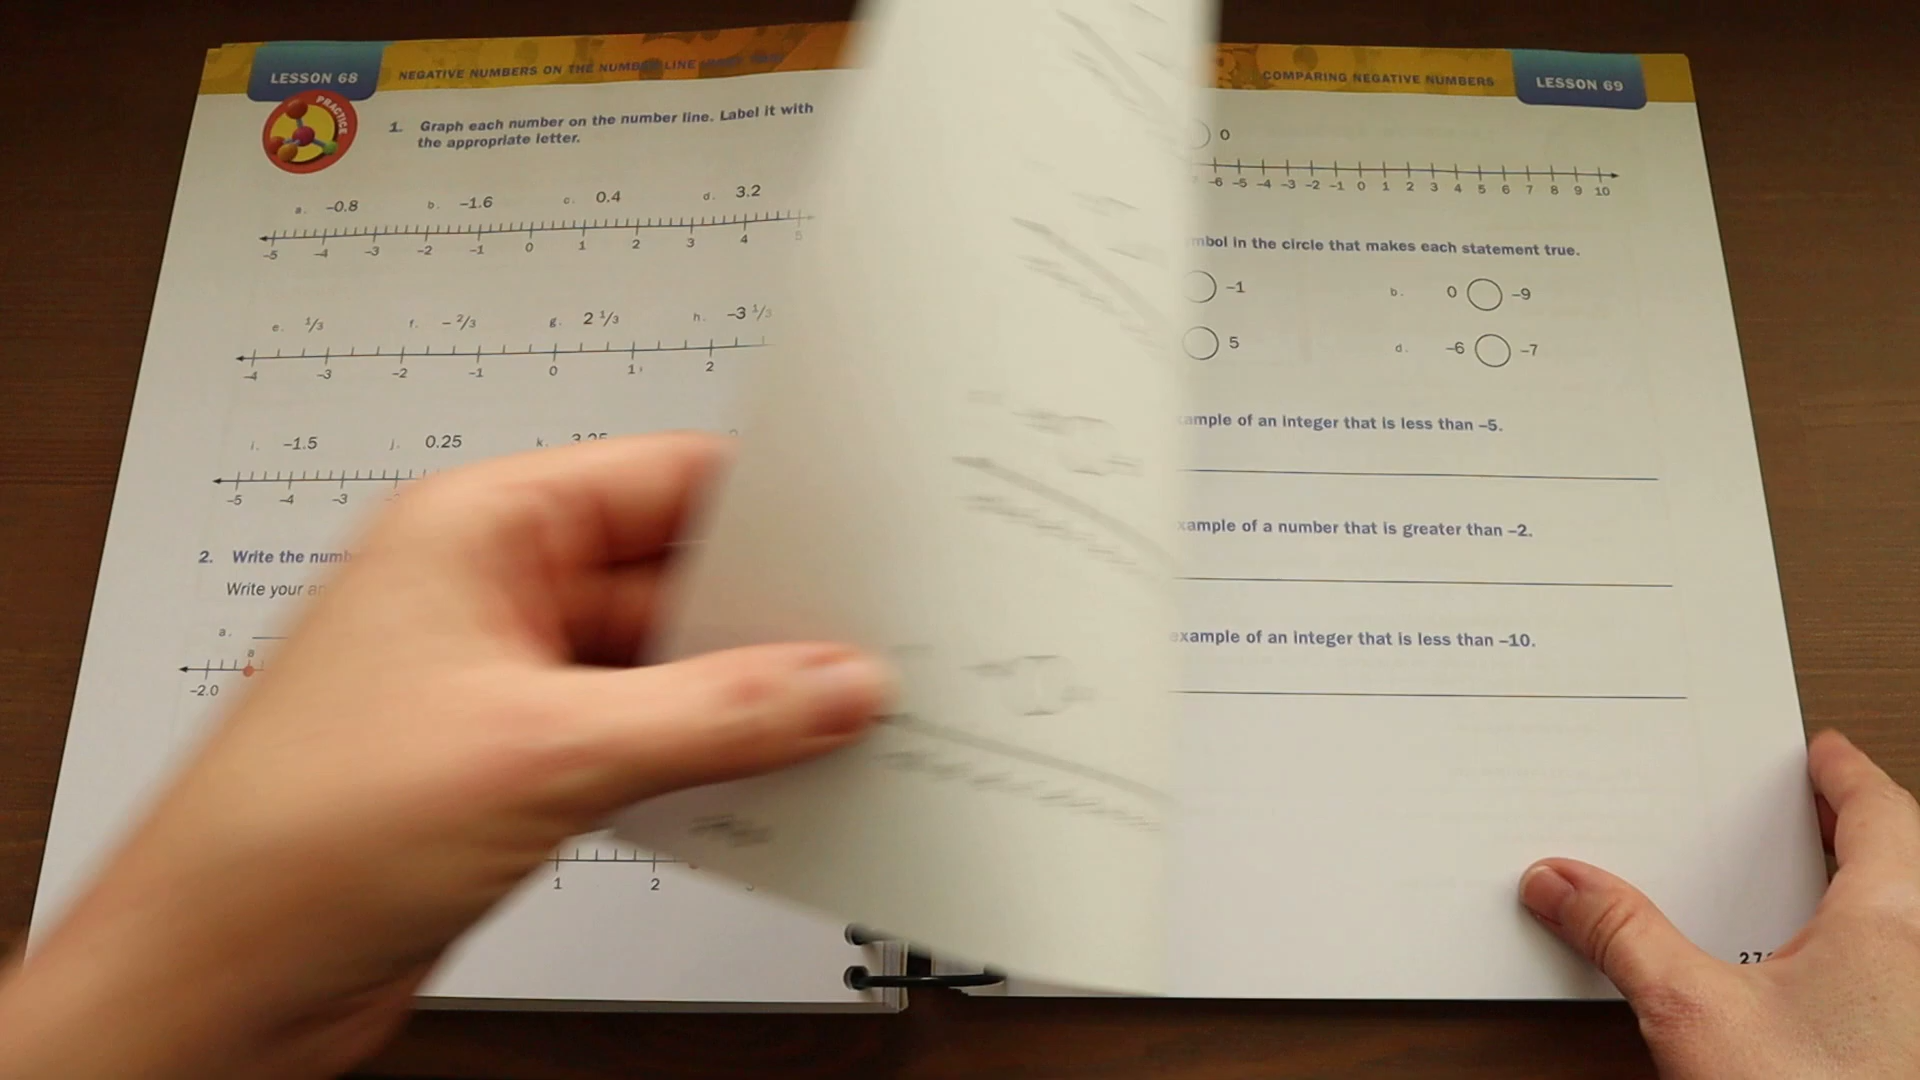 LESSON 68
NEGATIVE NUMBERS ON THE NUMBER LINE
PRACTICE
1. Graph each number on the number line. Label it with
the appropriate letter.
a. −0.8 b. −1.6 c. 0.4 d. 3.2
−5 −4 −3 −2 −1 0 1 2 3 4 5
e. 1/3 f. − 2/3 g. 2 1/3 h. −3 1/3
−4 −3 −2 −1 0 1 2
i. −1.5 j. 0.25 k. 3.25
−5 −4 −3
2. Write the numb
Write your
a.
a
−2.0
1 2
COMPARING NEGATIVE NUMBERS
LESSON 69
0
−6 −5 −4 −3 −2 −1 0 1 2 3 4 5 6 7 8 9 10
mbol in the circle that makes each statement true.
−1 b. 0 −9
5 d. −6 −7
ample of an integer that is less than −5.
xample of a number that is greater than −2.
example of an integer that is less than −10.
27